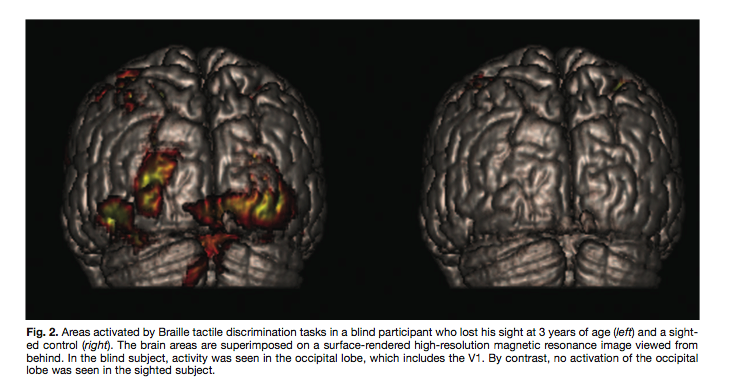 Fig. 2. Areas activated by Braille tactile discrimination tasks in a blind participant who lost his sight at 3 years of age (left) and a sight-
ed control (right). The brain areas are superimposed on a surface-rendered high-resolution magnetic resonance image viewed from
behind. In the blind subject, activity was seen in the occipital lobe, which includes the V1. By contrast, no activation of the occipital
lobe was seen in the sighted subject.